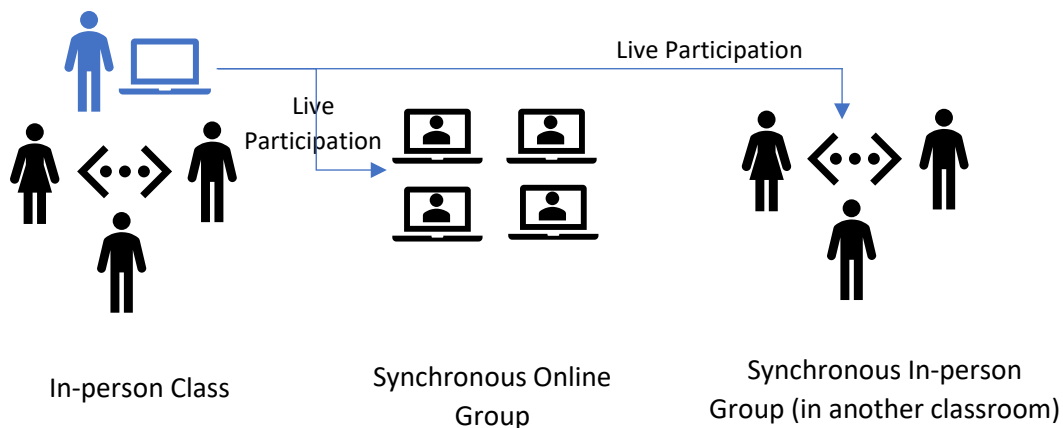 Live Participation
Live
Participation
In-person Class
Synchronous Online
Group
Synchronous In-person
Group (in another classroom)